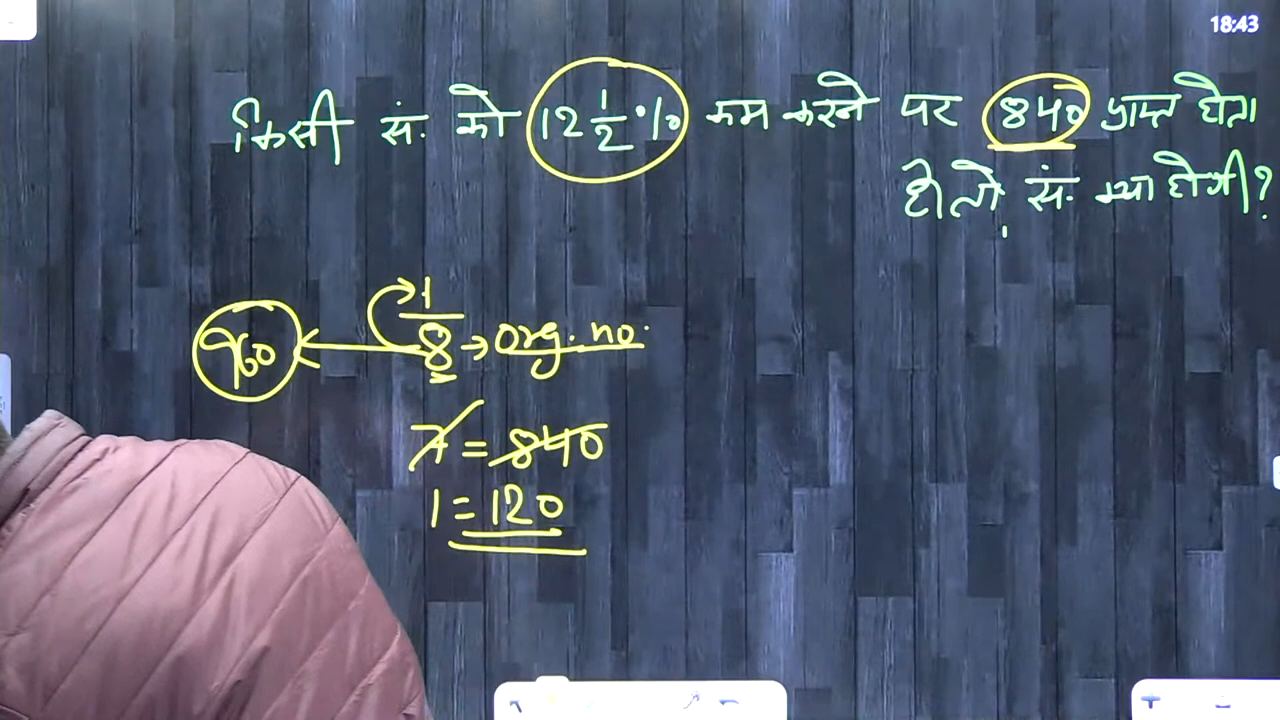 18:43
किसी सं. को 12 1/2 % कम करने पर 840 प्राप्त होता
है तो सं. क्या होगी?
1/8 → org. no.
960
7 = 840
1 = 120